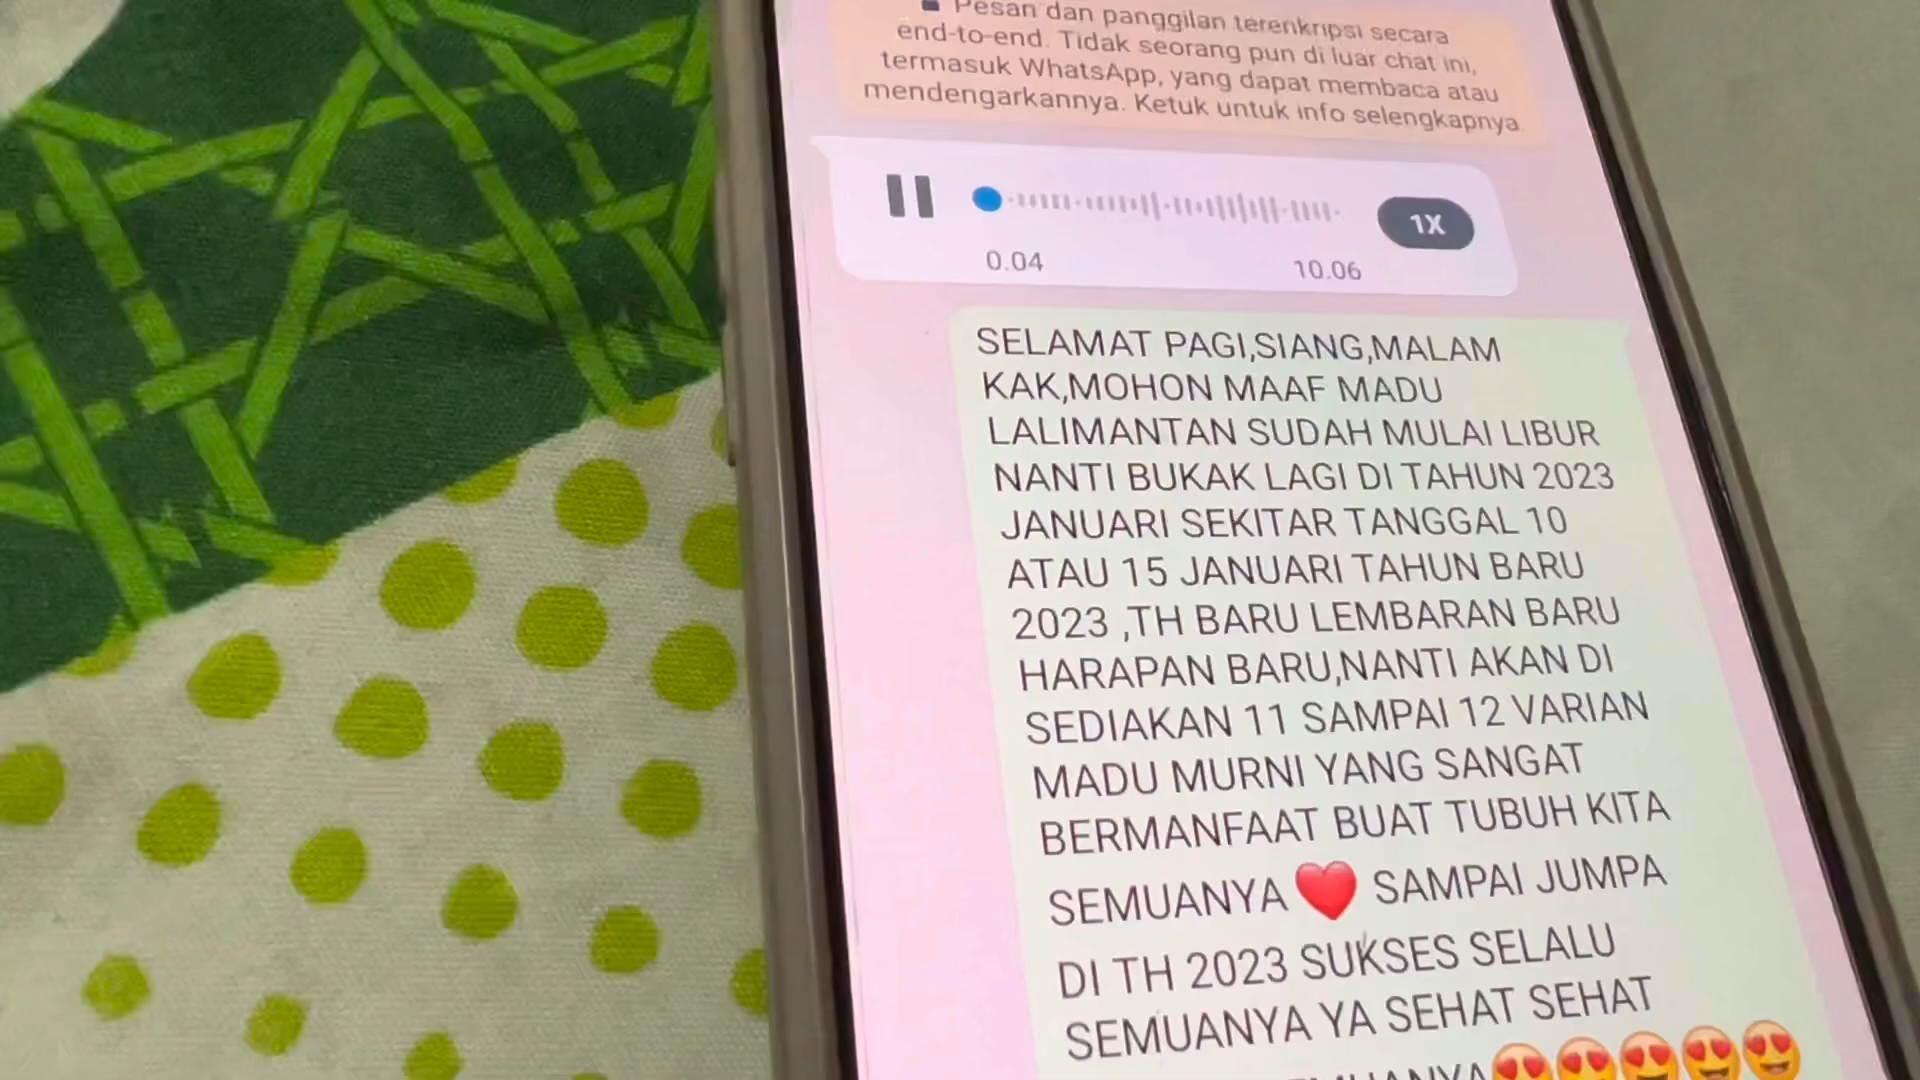 Pesan dan panggilan terenkripsi secara
end-to-end. Tidak seorang pun di luar chat ini,
termasuk WhatsApp, yang dapat membaca atau
mendengarkannya. Ketuk untuk info selengkapnya.
1X
0.04 10.06
SELAMAT PAGI,SIANG,MALAM
KAK,MOHON MAAF MADU
LALIMANTAN SUDAH MULAI LIBUR
NANTI BUKAK LAGI DI TAHUN 2023
JANUARI SEKITAR TANGGAL 10
ATAU 15 JANUARI TAHUN BARU
2023 ,TH BARU LEMBARAN BARU
HARAPAN BARU,NANTI AKAN DI
SEDIAKAN 11 SAMPAI 12 VARIAN
MADU MURNI YANG SANGAT
BERMANFAAT BUAT TUBUH KITA
SEMUANYA ❤️ SAMPAI JUMPA
DI TH 2023 SUKSES SELALU
SEMUANYA YA SEHAT SEHAT
😍😍😍😍😍